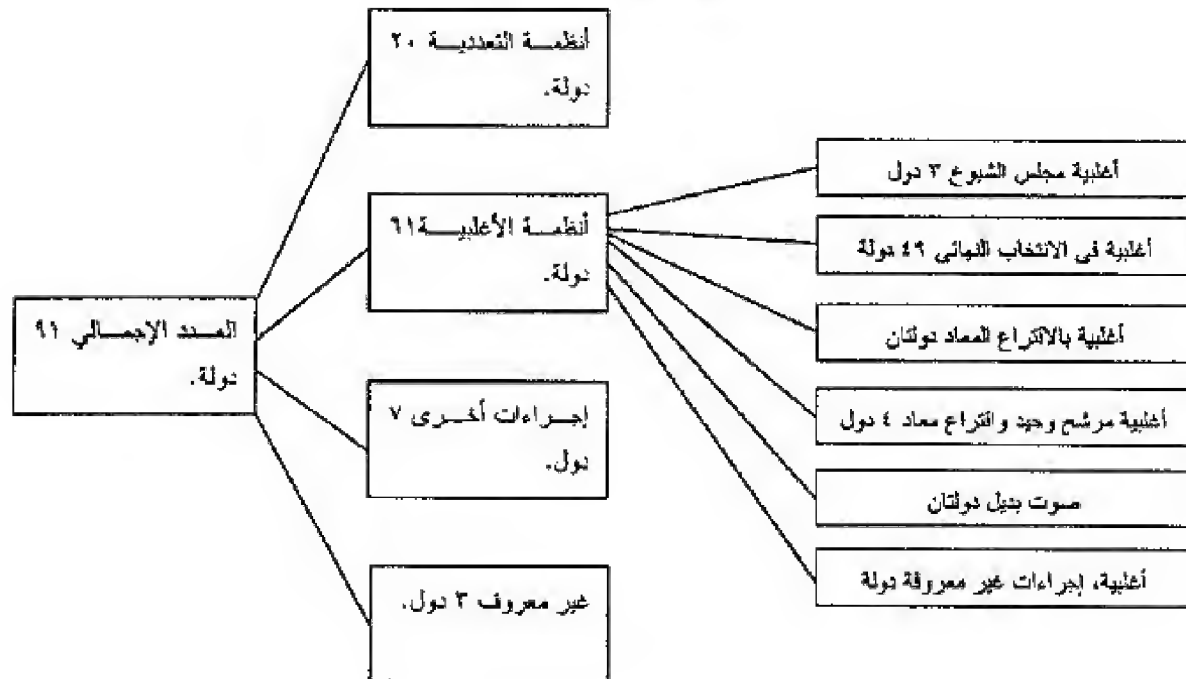 أنظمة التعددية ٢٠
دولة.
أنظمة الأغلبية ٦١
دولة.
العدد الإجمالي ٩١
دولة.
إجراءات أخرى ٧
دول.
غير معروف ٣ دول.
أغلبية مجلس الشيوخ ٣ دول
أغلبية في الانتخاب النهائي ٤٩ دولة
أغلبية بالاقتراع المعاد دولتان
أغلبية مرشح وحيد واقتراع معاد ٤ دول
صوت بديل دولتان
أغلبية، إجراءات غير معروفة دولة